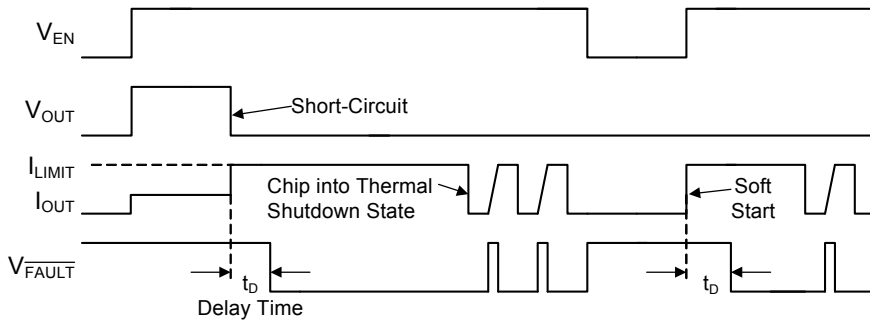 VEN
VOUT
Short-Circuit
ILIMIT
IOUT
Chip into Thermal
Shutdown State
Soft
Start
VFAULT
tD
tD
Delay Time